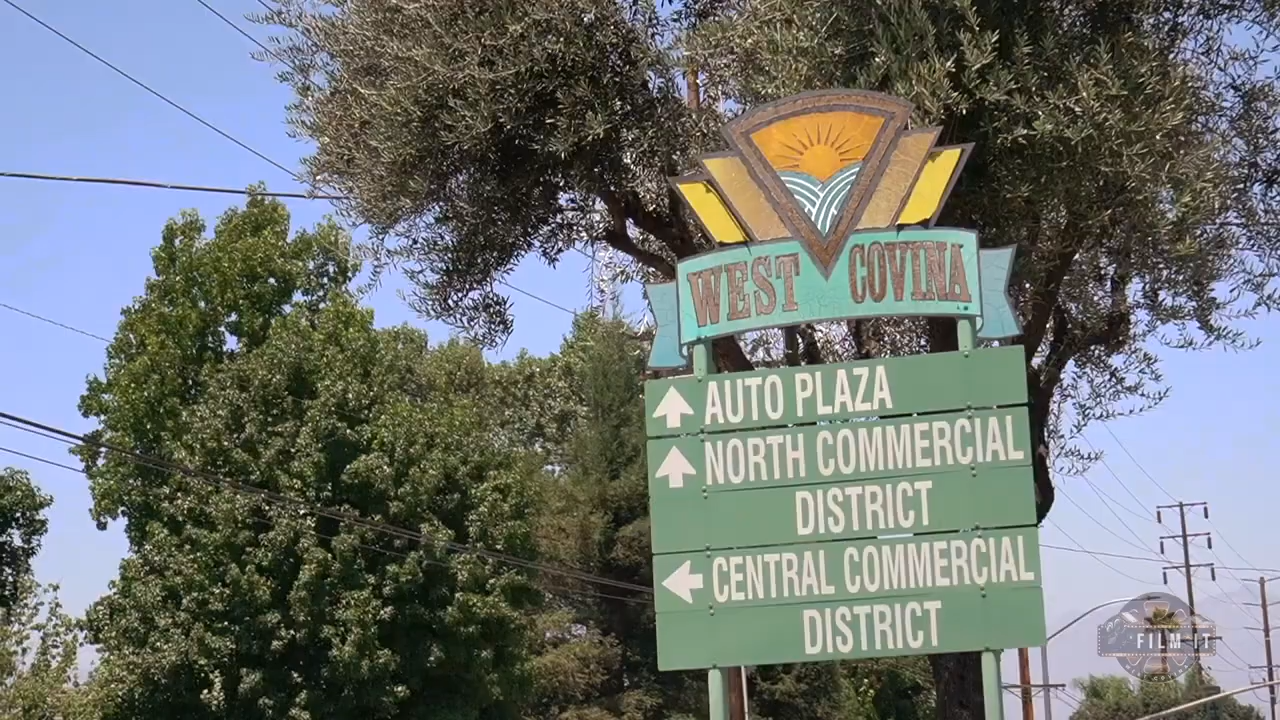 WEST COVINA
AUTO PLAZA
NORTH COMMERCIAL
DISTRICT
CENTRAL COMMERCIAL
DISTRICT
FILM IT